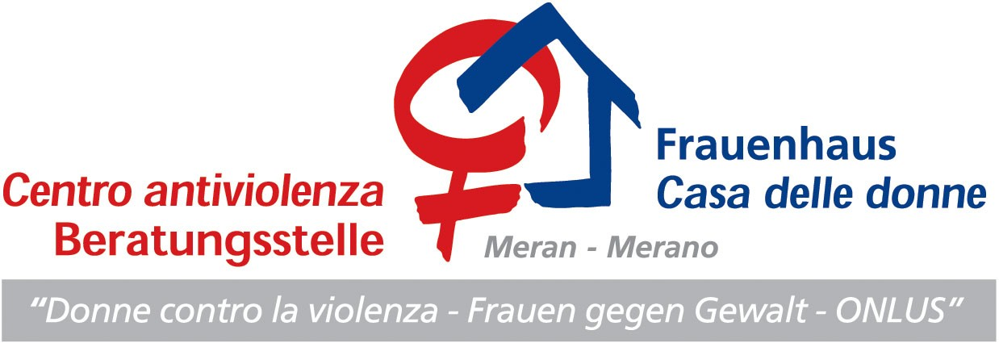 Centro antiviolenza
Beratungsstelle
Frauenhaus
Casa delle donne
Meran - Merano
“Donne contro la violenza - Frauen gegen Gewalt - ONLUS”